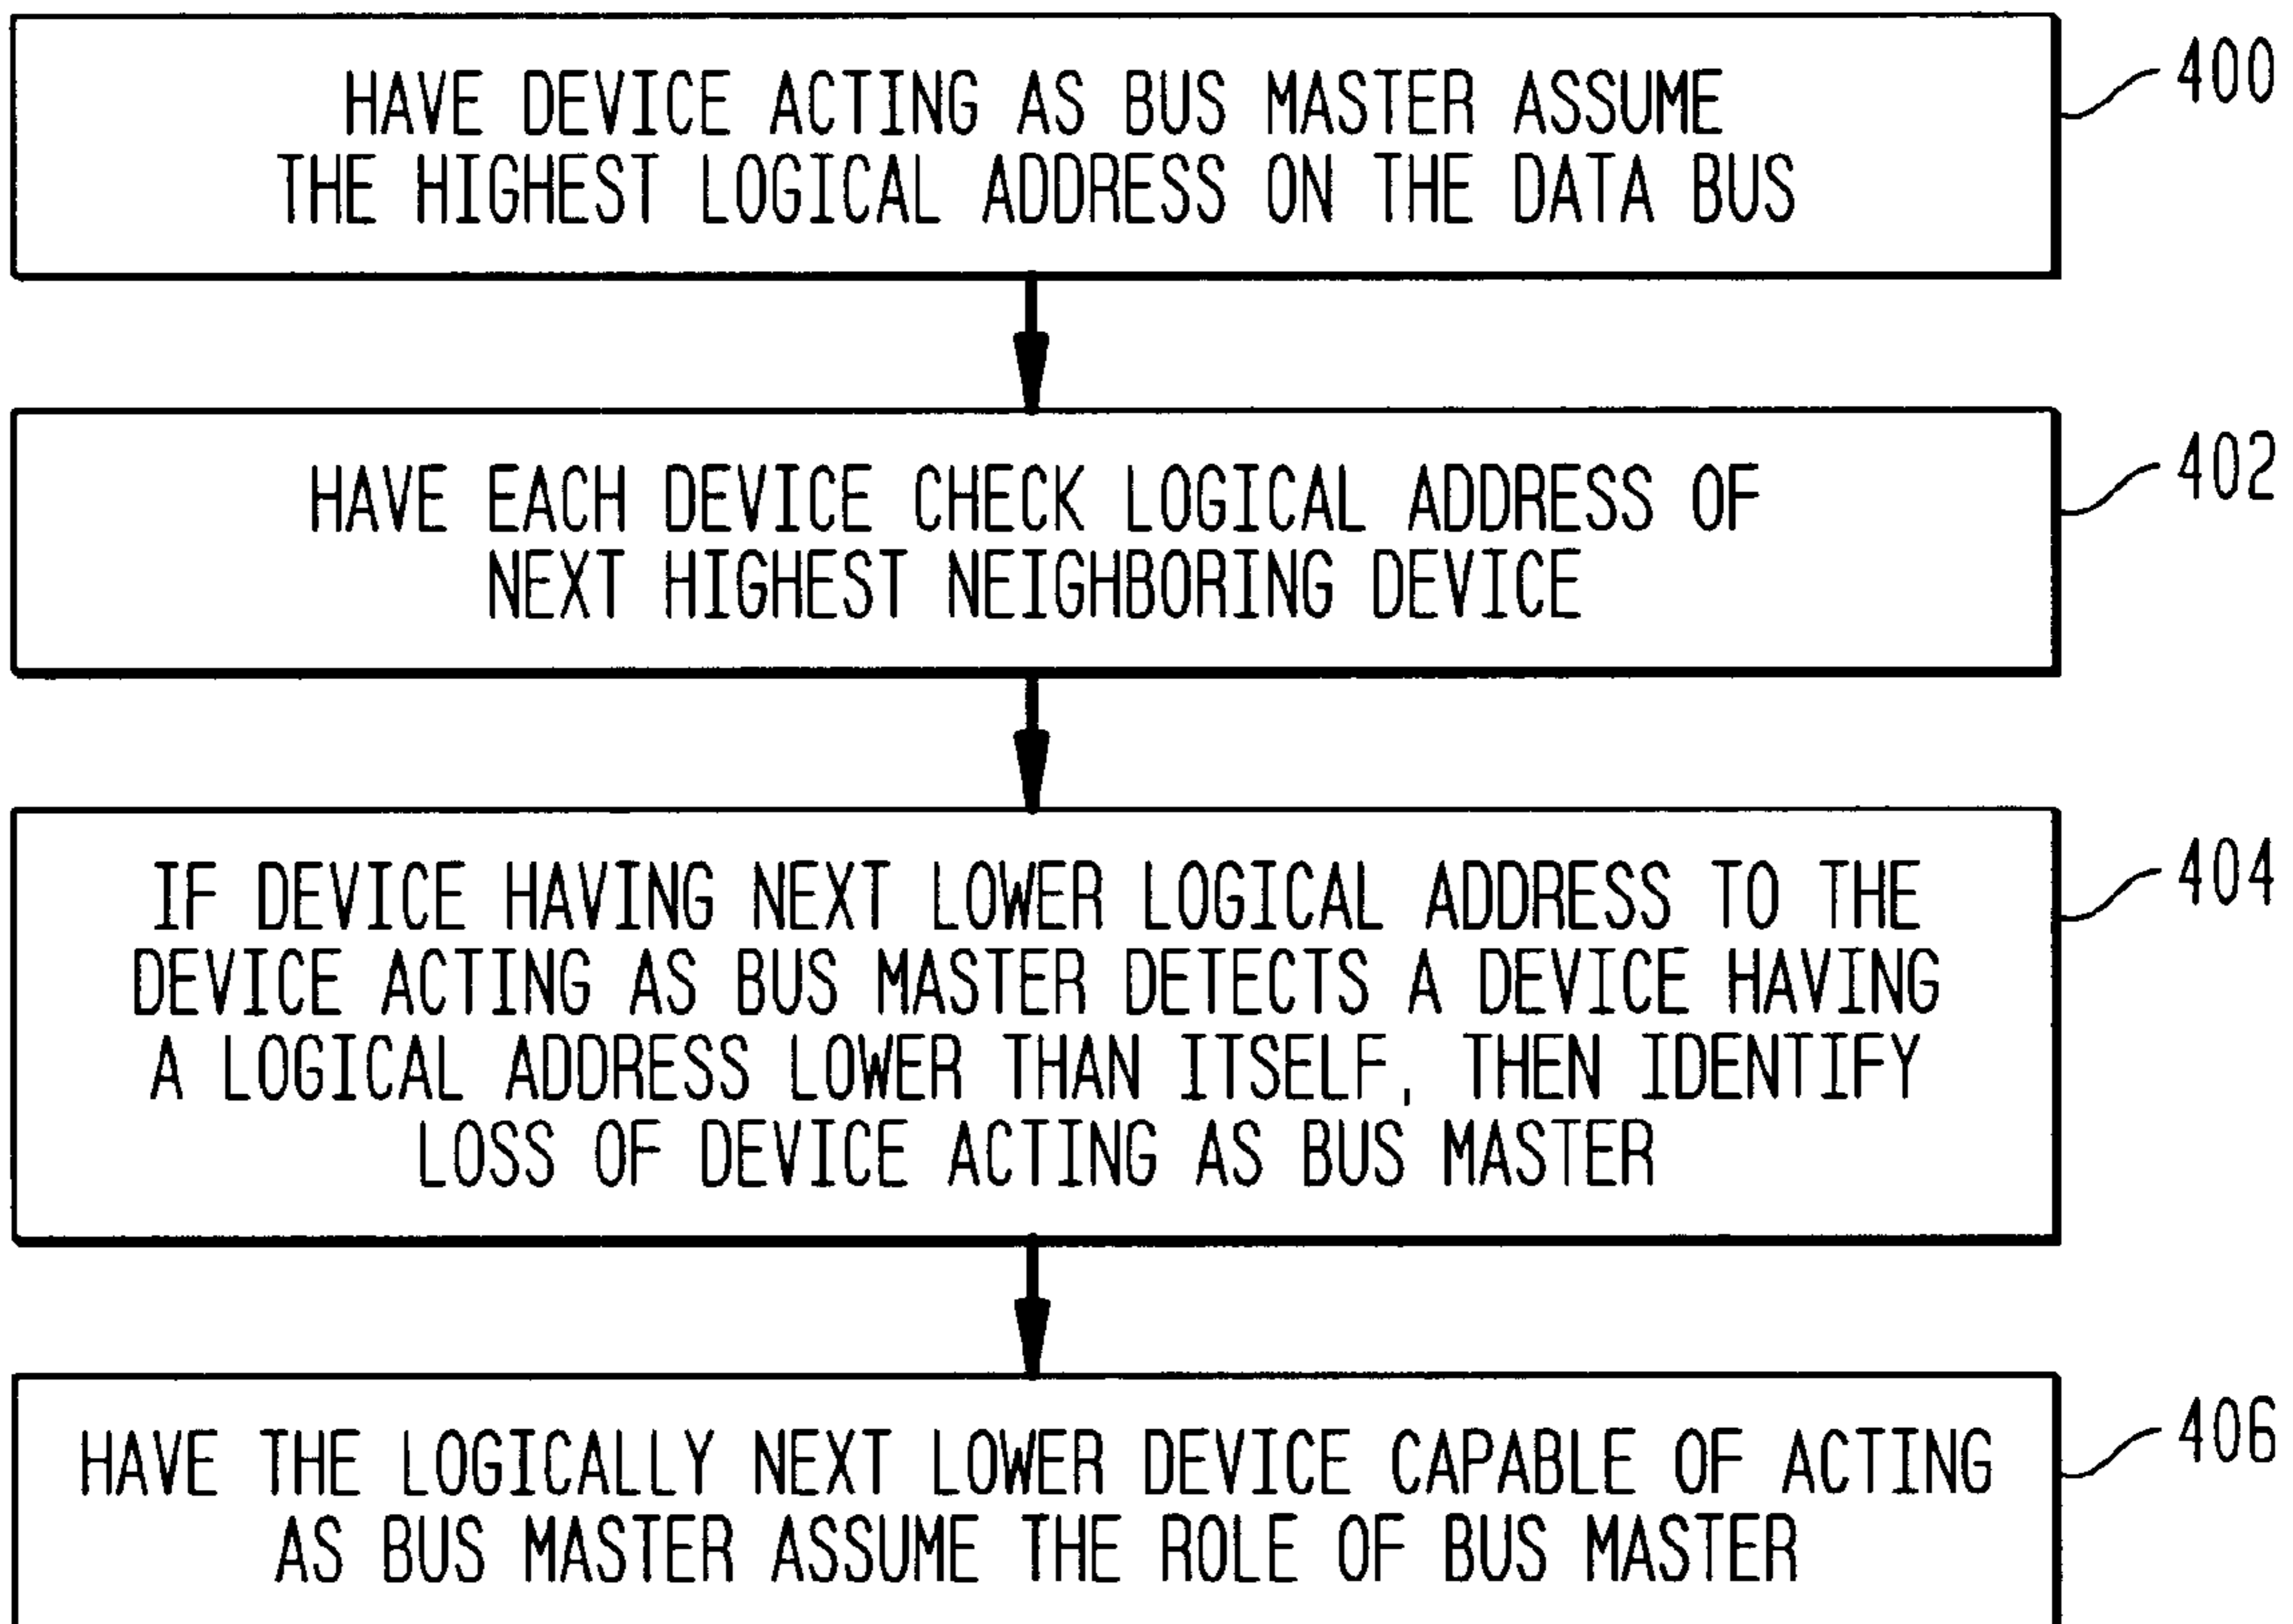 HAVE DEVICE ACTING AS BUS MASTER ASSUME
THE HIGHEST LOGICAL ADDRESS ON THE DATA BUS
400
HAVE EACH DEVICE CHECK LOGICAL ADDRESS OF
NEXT HIGHEST NEIGHBORING DEVICE
402
IF DEVICE HAVING NEXT LOWER LOGICAL ADDRESS TO THE
DEVICE ACTING AS BUS MASTER DETECTS A DEVICE HAVING
A LOGICAL ADDRESS LOWER THAN ITSELF, THEN IDENTIFY
LOSS OF DEVICE ACTING AS BUS MASTER
404
HAVE THE LOGICALLY NEXT LOWER DEVICE CAPABLE OF ACTING
AS BUS MASTER ASSUME THE ROLE OF BUS MASTER
406